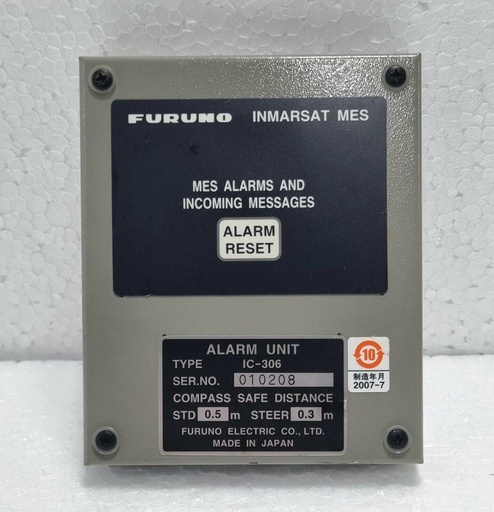 FURUNO INMARSAT MES
MES ALARMS AND
INCOMING MESSAGES
ALARM
RESET
ALARM UNIT
TYPE IC-306
SER.NO. 010208
COMPASS SAFE DISTANCE
STD 0.5 m STEER 0.3 m
FURUNO ELECTRIC CO., LTD.
MADE IN JAPAN
10
制造年月
2007-7